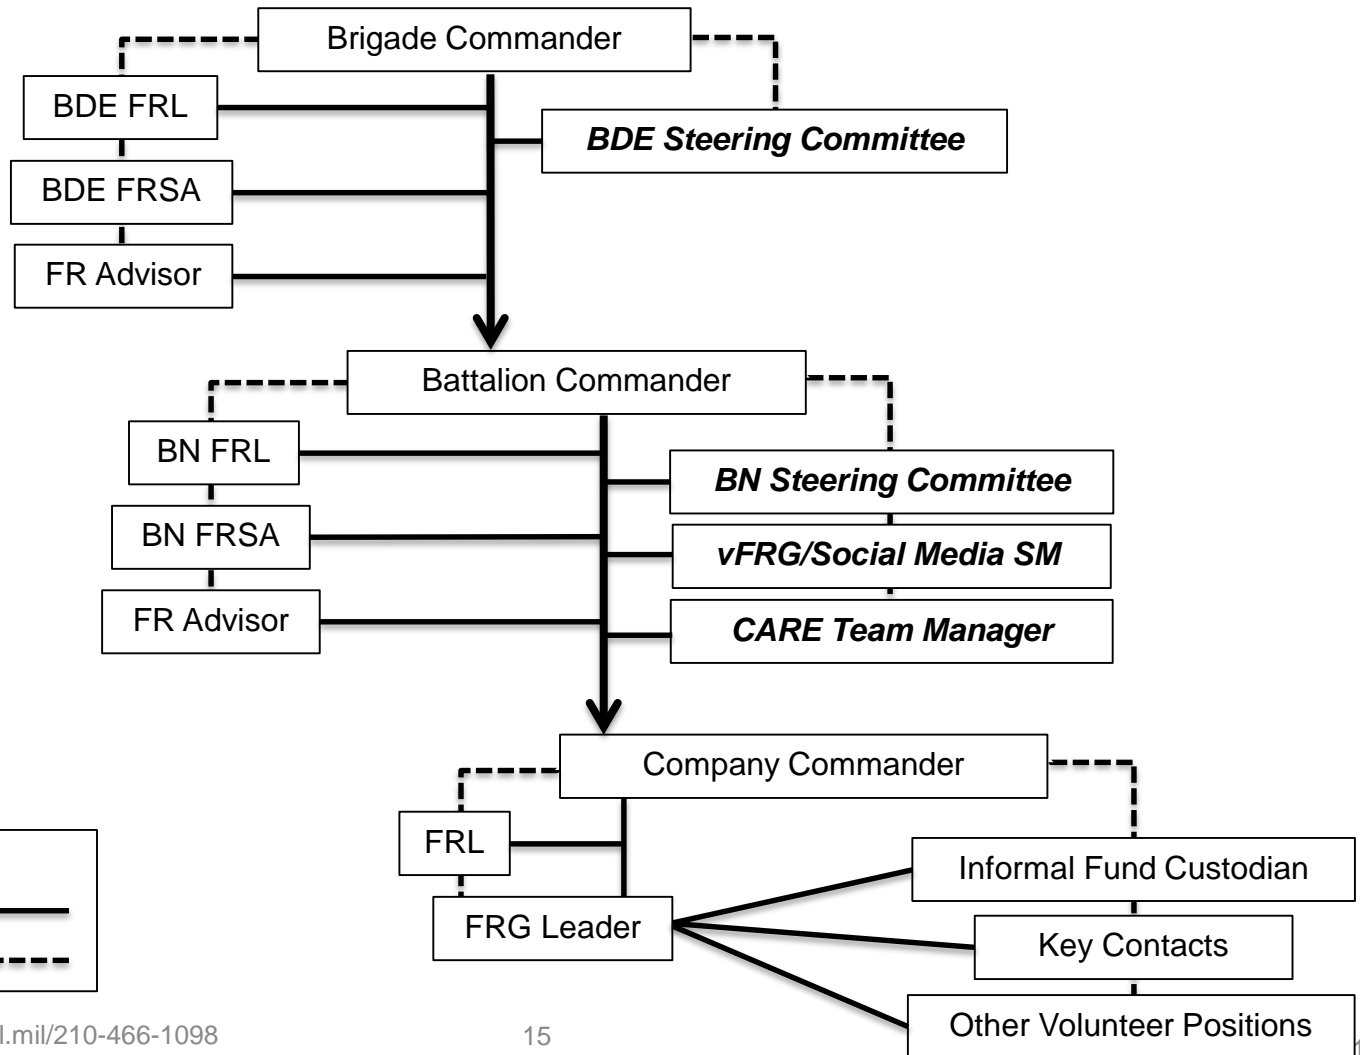 Brigade Commander
BDE FRL
BDE Steering Committee
BDE FRSA
FR Advisor
Battalion Commander
BN FRL
BN Steering Committee
BN FRSA
vFRG/Social Media SM
FR Advisor
CARE Team Manager
Company Commander
FRL
Informal Fund Custodian
FRG Leader
Key Contacts
Other Volunteer Positions
l.mil/210-466-1098
15